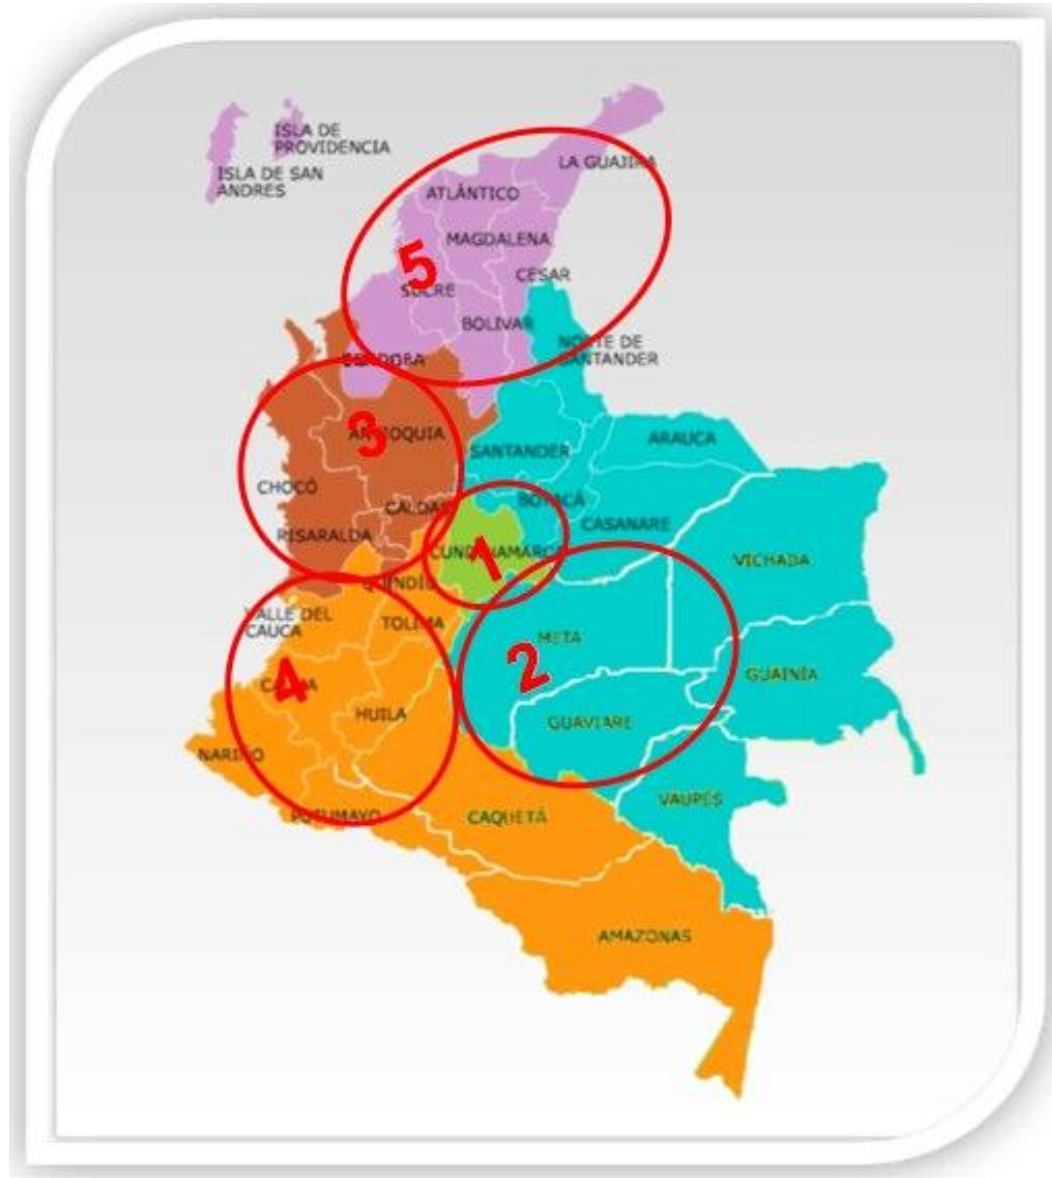 ISLA DE
PROVIDENCIA
ISLA DE SAN
ANDRES
LA GUAJIRA
ATLÁNTICO
MAGDALENA
5
CESAR
SUCRE
BOLIVAR
NORTE DE
SANTANDER
CORDOBA
3
ANTIOQUIA
ARAUCA
SANTANDER
CHOCÓ
BOYACÁ
CALDAS
CASANARE
RISARALDA
1
CUNDINAMARCA
VICHADA
QUINDÍO
VALLE DEL
CAUCA
TOLIMA
META
2
GUAINÍA
4
CAUCA
HUILA
GUAVIARE
NARIÑO
VAUPÉS
PUTUMAYO
CAQUETÁ
AMAZONAS